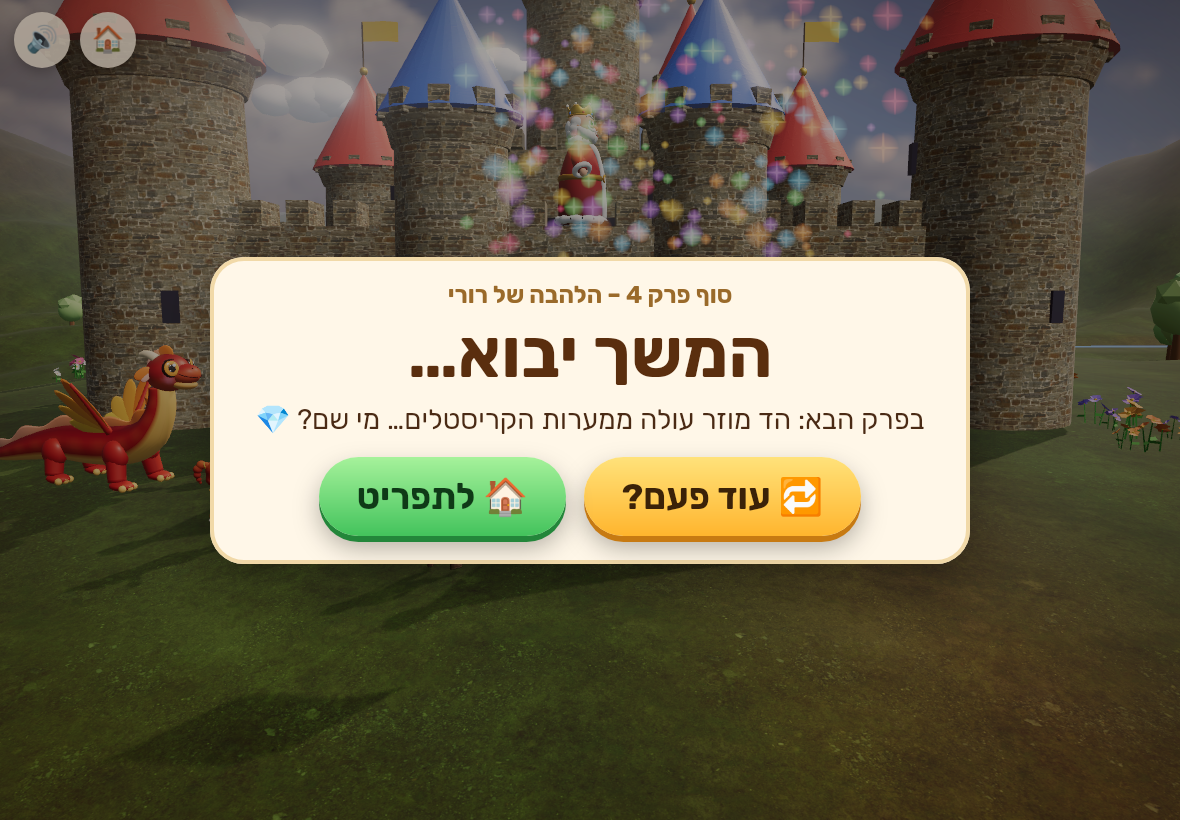 סוף פרק 4 – הלהבה של רורי
המשך יבוא...
בפרק הבא: הד מוזר עולה ממערות הקריסטלים... מי שם? 💎
🔁 עוד פעם?
🏠 לתפריט